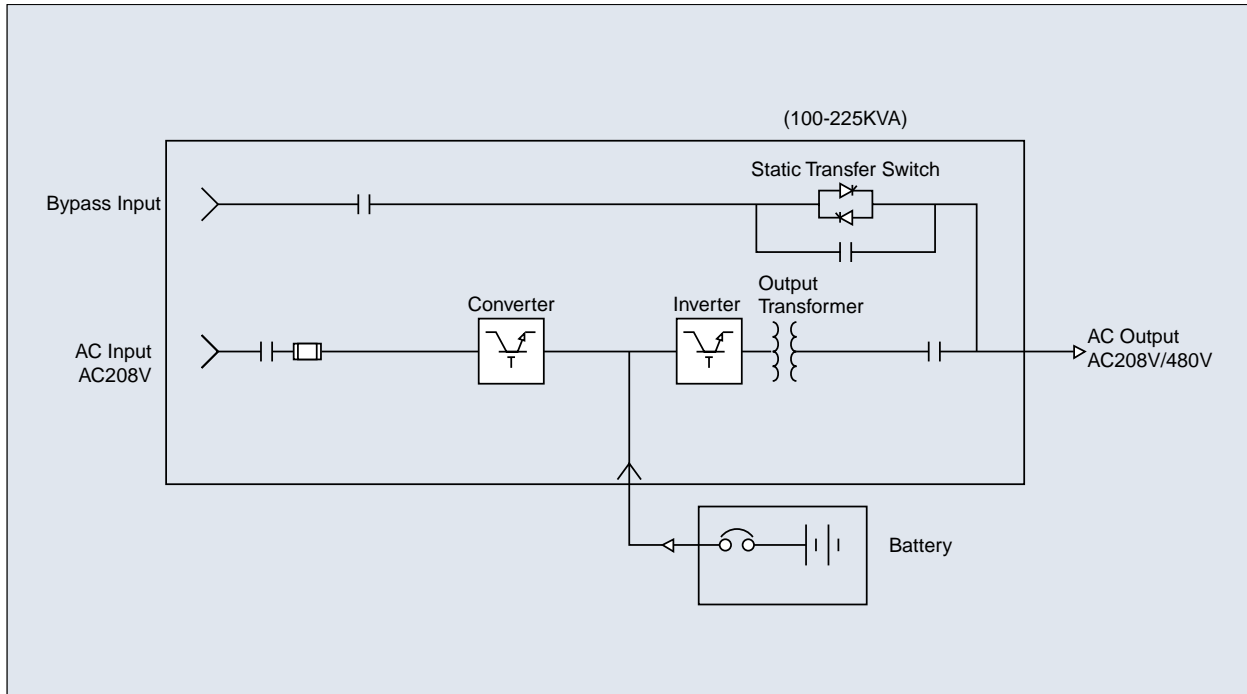 (100-225KVA)
Static Transfer Switch
Bypass Input
Output
Transformer
Converter
Inverter
AC Input
AC208V
T
T
AC Output
AC208V/480V
Battery